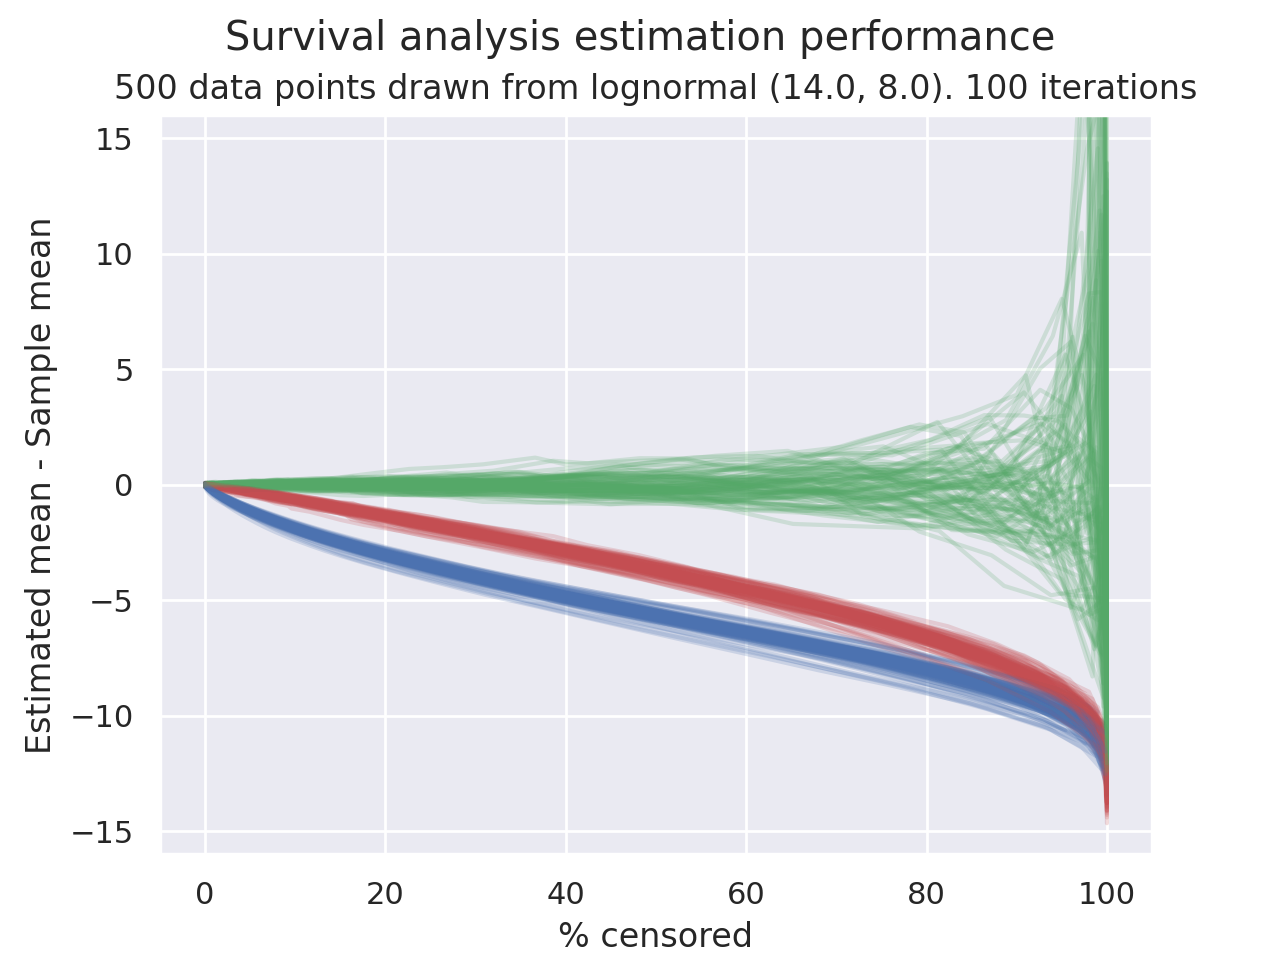 Survival analysis estimation performance
500 data points drawn from lognormal (14.0, 8.0). 100 iterations
15
10
5
0
−5
−10
−15
Estimated mean - Sample mean
0 20 40 60 80 100
% censored